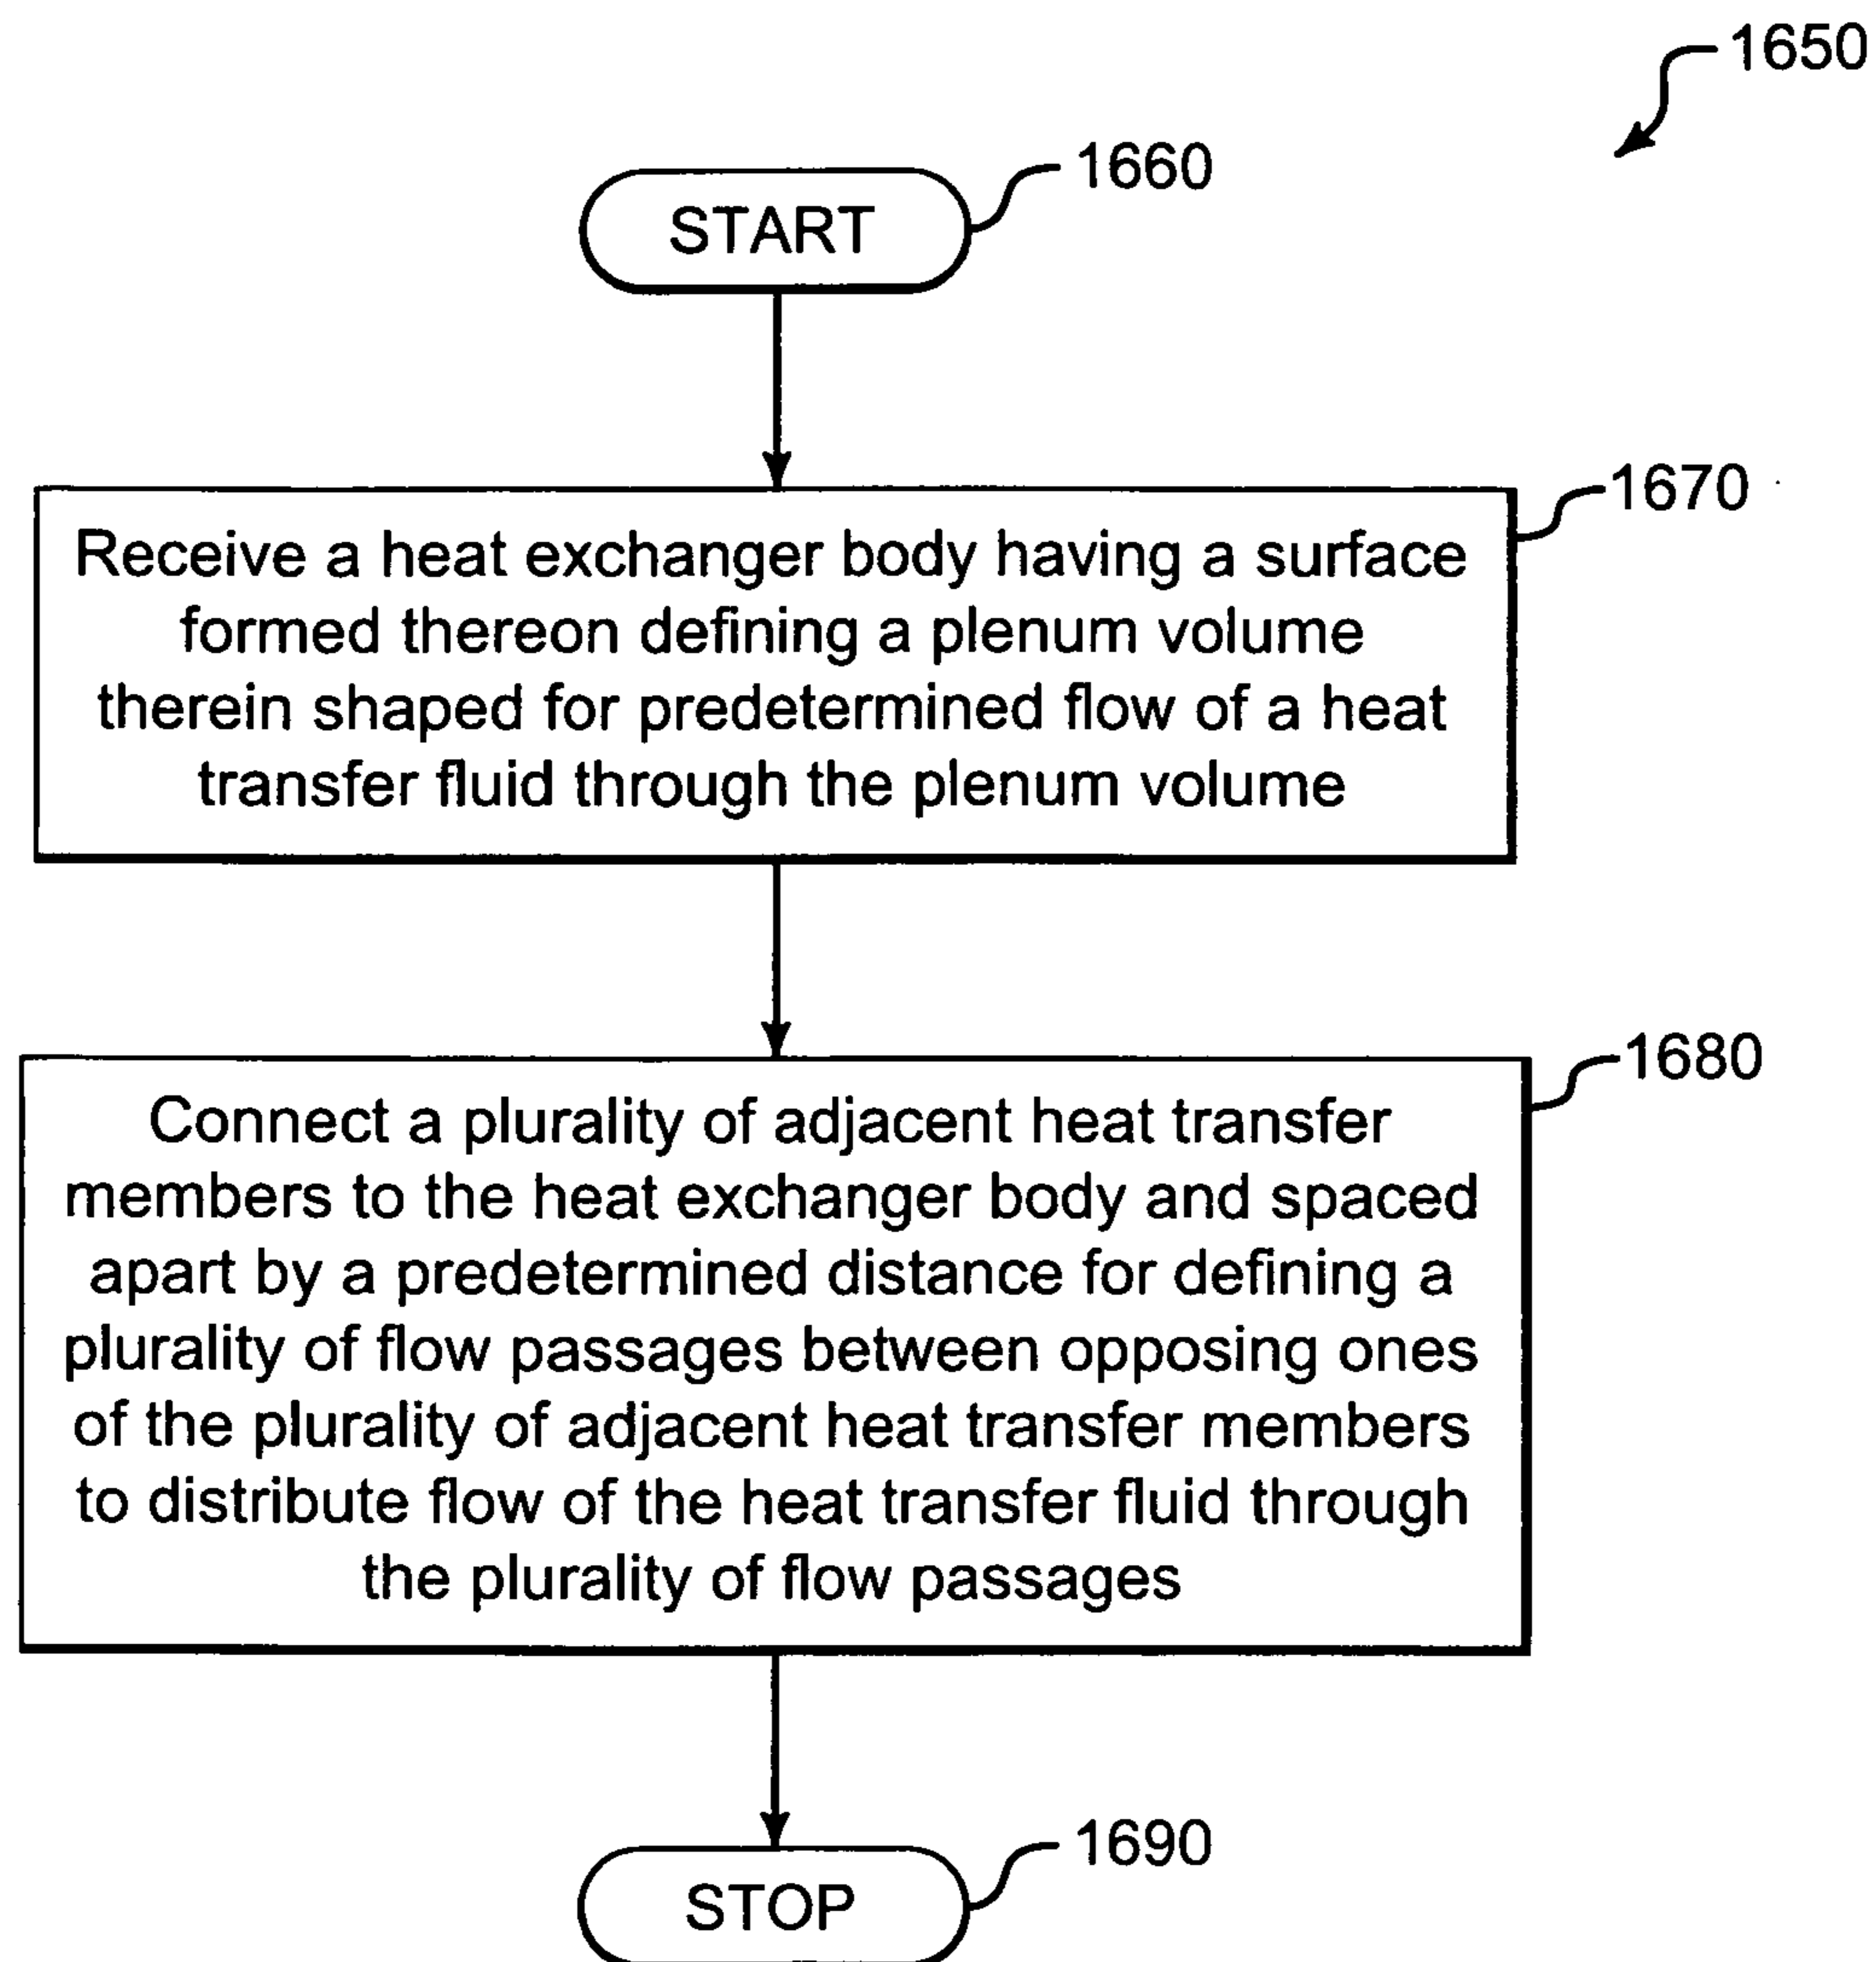 1650
1660
START
1670
Receive a heat exchanger body having a surface
formed thereon defining a plenum volume
therein shaped for predetermined flow of a heat
transfer fluid through the plenum volume
1680
Connect a plurality of adjacent heat transfer
members to the heat exchanger body and spaced
apart by a predetermined distance for defining a
plurality of flow passages between opposing ones
of the plurality of adjacent heat transfer members
to distribute flow of the heat transfer fluid through
the plurality of flow passages
1690
STOP